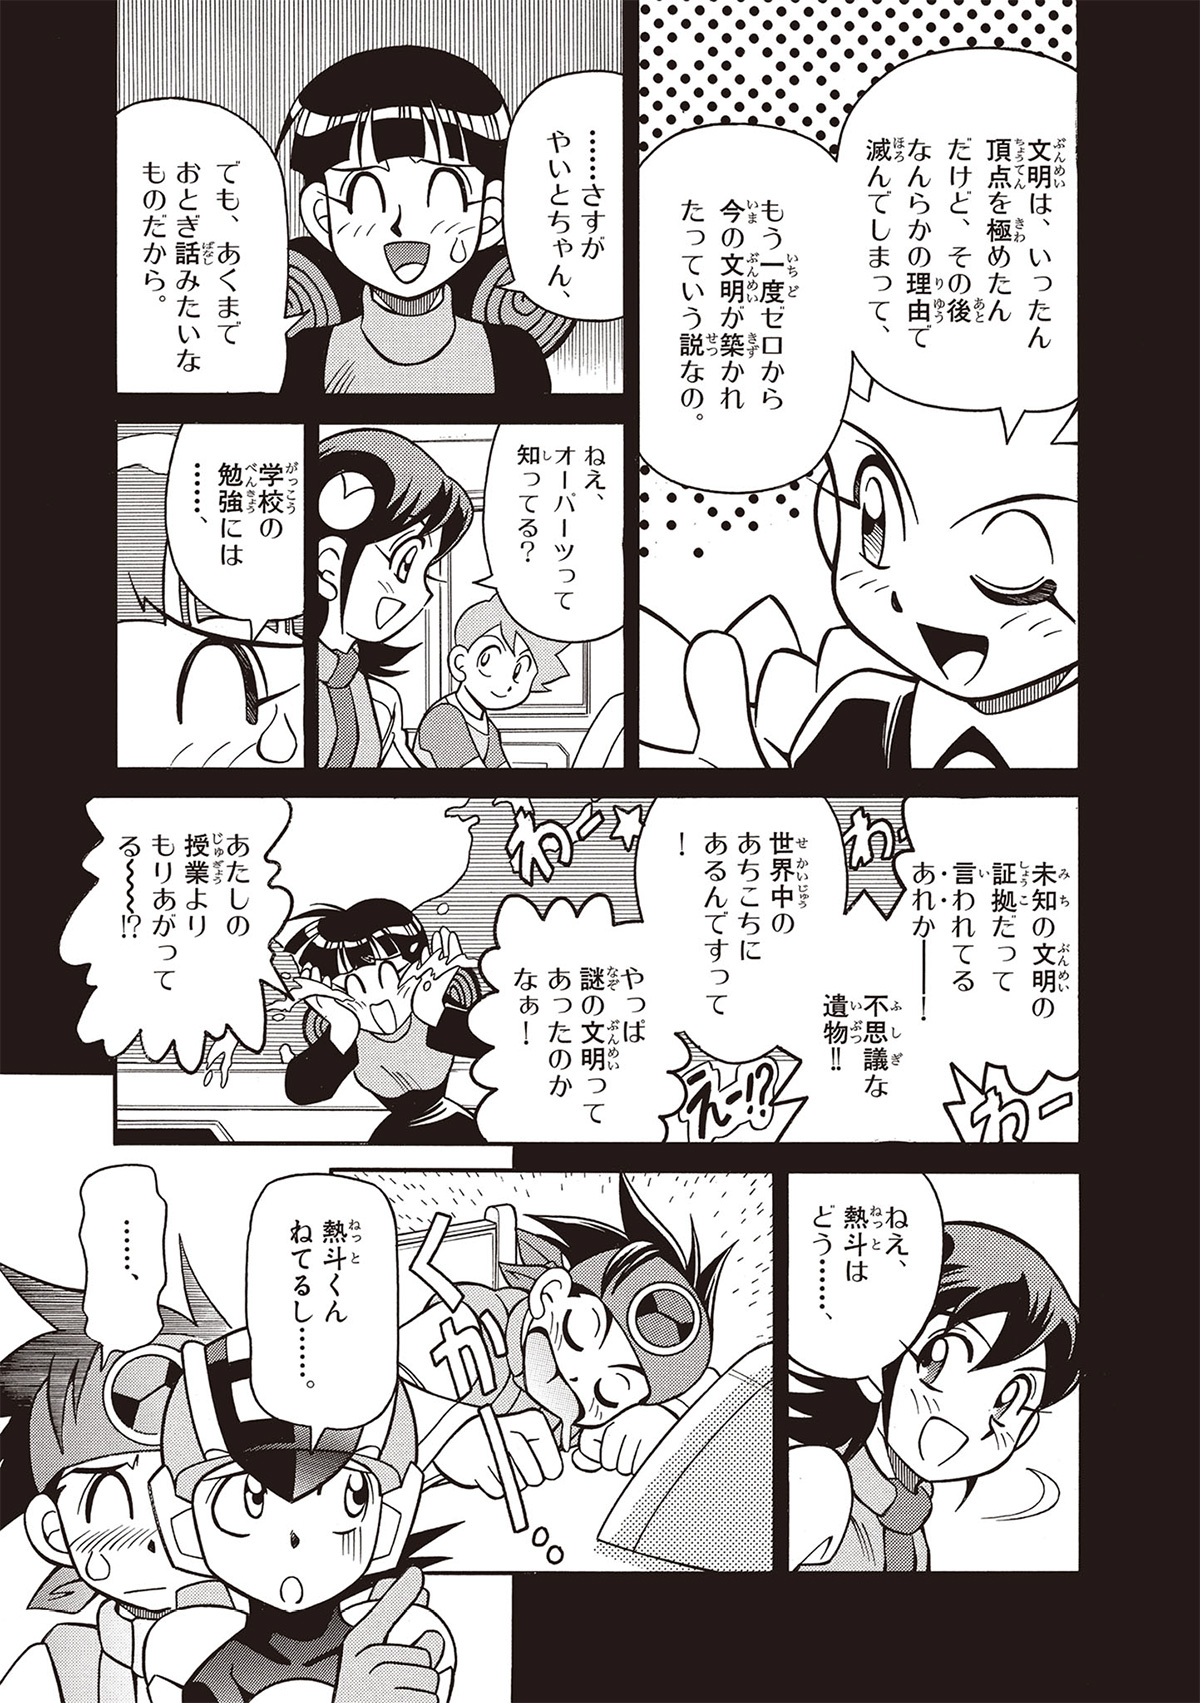 文明は、いったん
頂点を極めたん
だけど、その後
なんらかの理由で
滅んでしまって、
もう一度ゼロから
今の文明が築かれ
たっていう説なの。
……さすが
やいとちゃん、
でも、あくまで
おとぎ話みたいな
ものだから。
ねえ、
オーパーツって
知ってる？
学校の
勉強には
……、
未知の文明の
証拠だって
言われてる
あれか——！
不思議な
遺物!!
世界中の
あちこちに
あるんですって
！
やっぱ
謎の文明って
あったのか
なぁ！
わー
わー☆
わー
えー!?
あたしの
授業より
もりあがって
る〜〜〜!?
ねえ、
熱斗は
どう……、
くかー
熱斗くん
ねてるし……。
……、